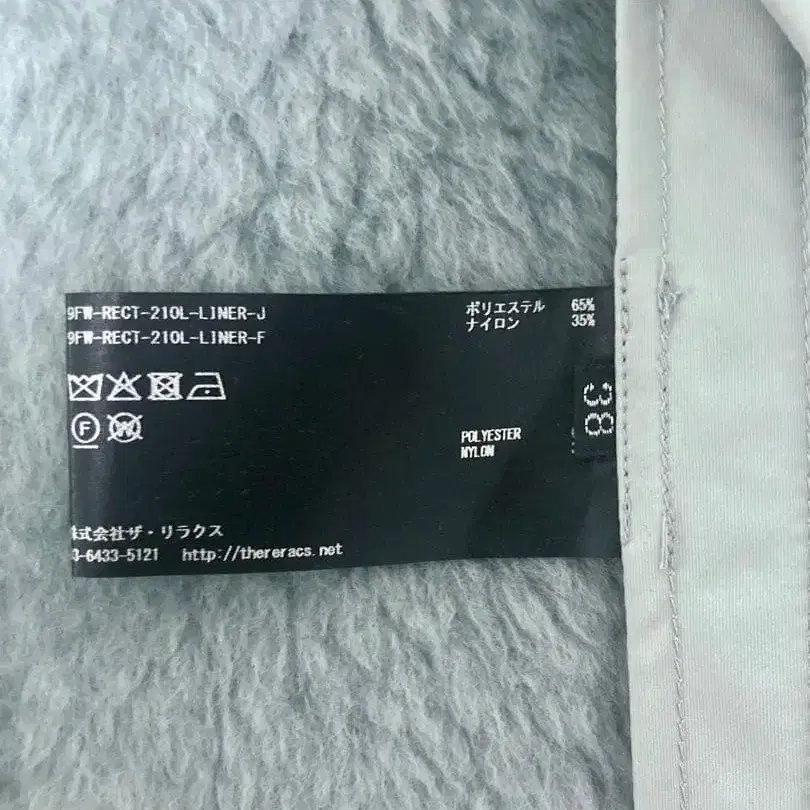 9FW-RECT-210L-LINER-J
9FW-RECT-210L-LINER-F
ポリエステル 65%
ナイロン 35%
38
F
W
POLYESTER
NYLON
株式会社ザ・リラクス
3-6433-5121 http://thereracs.net